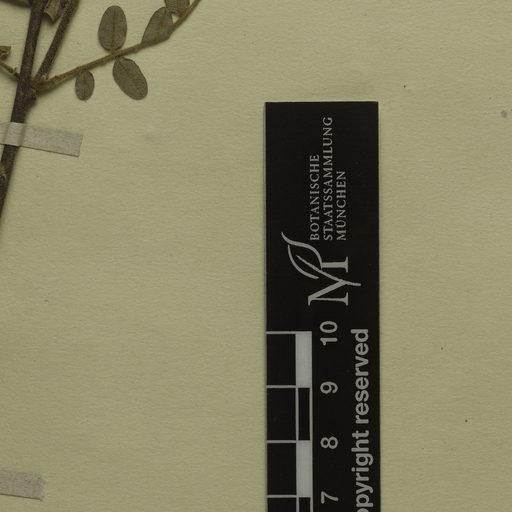 BOTANISCHE
STAATSSAMMLUNG
MÜNCHEN
M
10
9
8
7
opyright reserved